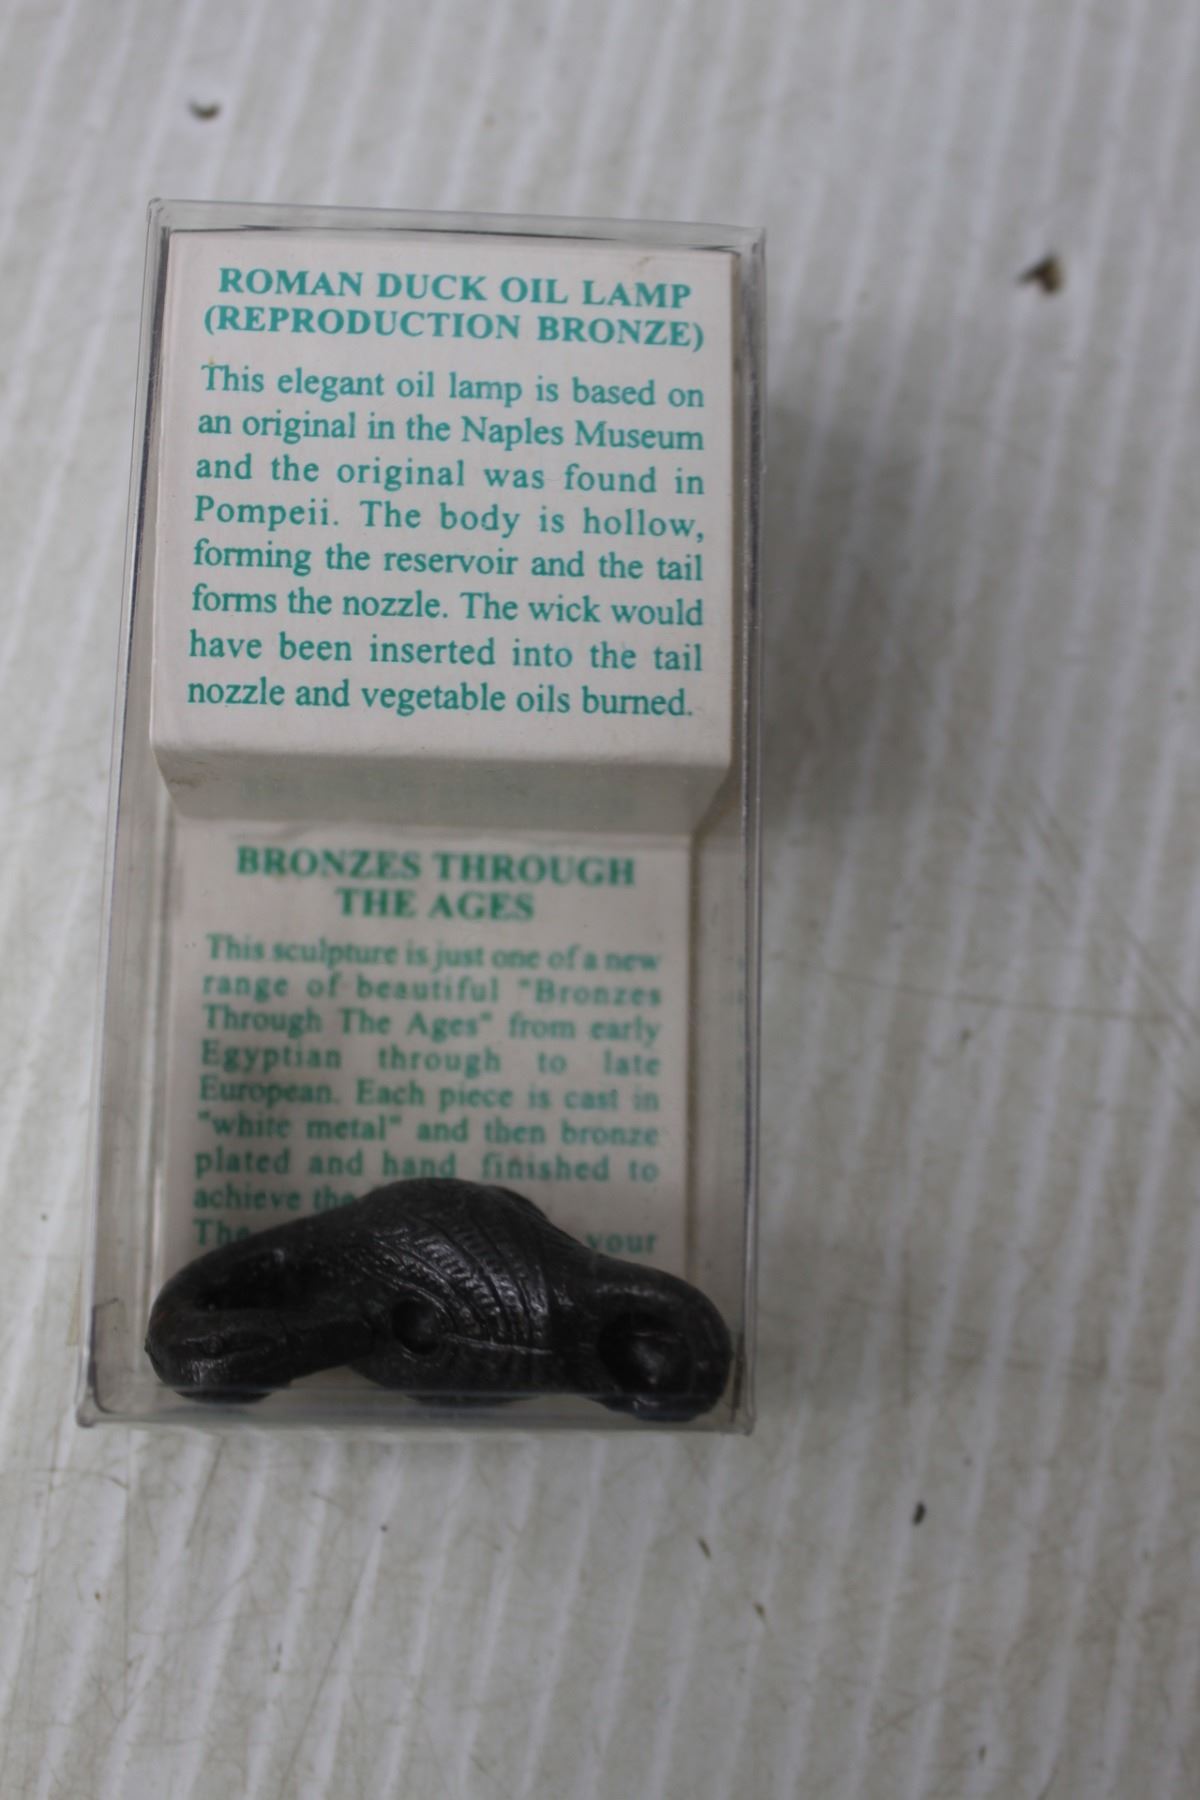 ROMAN DUCK OIL LAMP
(REPRODUCTION BRONZE)
This elegant oil lamp is based on
an original in the Naples Museum
and the original was found in
Pompeii. The body is hollow,
forming the reservoir and the tail
forms the nozzle. The wick would
have been inserted into the tail
nozzle and vegetable oils burned.
BRONZES THROUGH
THE AGES
This sculpture is just one of a new
range of beautiful "Bronzes
Through The Ages" from early
Egyptian through to late
European. Each piece is cast in
"white metal" and then bronze
plated and hand finished to
achieve the
The your